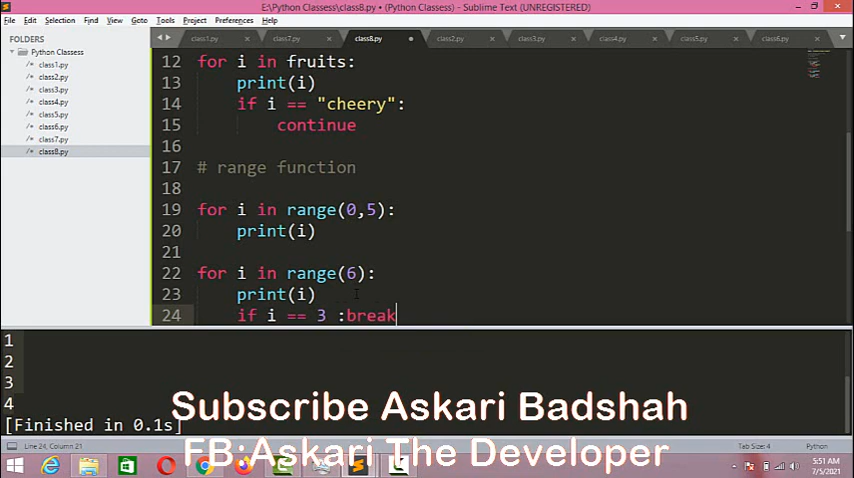 E:\Python Classess\class8.py • (Python Classess) - Sublime Text (UNREGISTERED)
File Edit Selection Find View Goto Tools Project Preferences Help
FOLDERS
Python Classess
class1.py
class2.py
class3.py
class4.py
class5.py
class6.py
class7.py
class8.py
class1.py class7.py class8.py class2.py class3.py class4.py class5.py class6.py
12 for i in fruits:
13 print(i)
14 if i == "cheery":
15 continue
16
17 # range function
18
19 for i in range(0,5):
20 print(i)
21
22 for i in range(6):
23 print(i)
24 if i == 3 :break
1
2
3
4
[Finished in 0.1s]
Subscribe Askari Badshah
FB:Askari The Developer
Line 24, Column 21 Tab Size: 4 Python
5:51 AM
7/5/2021